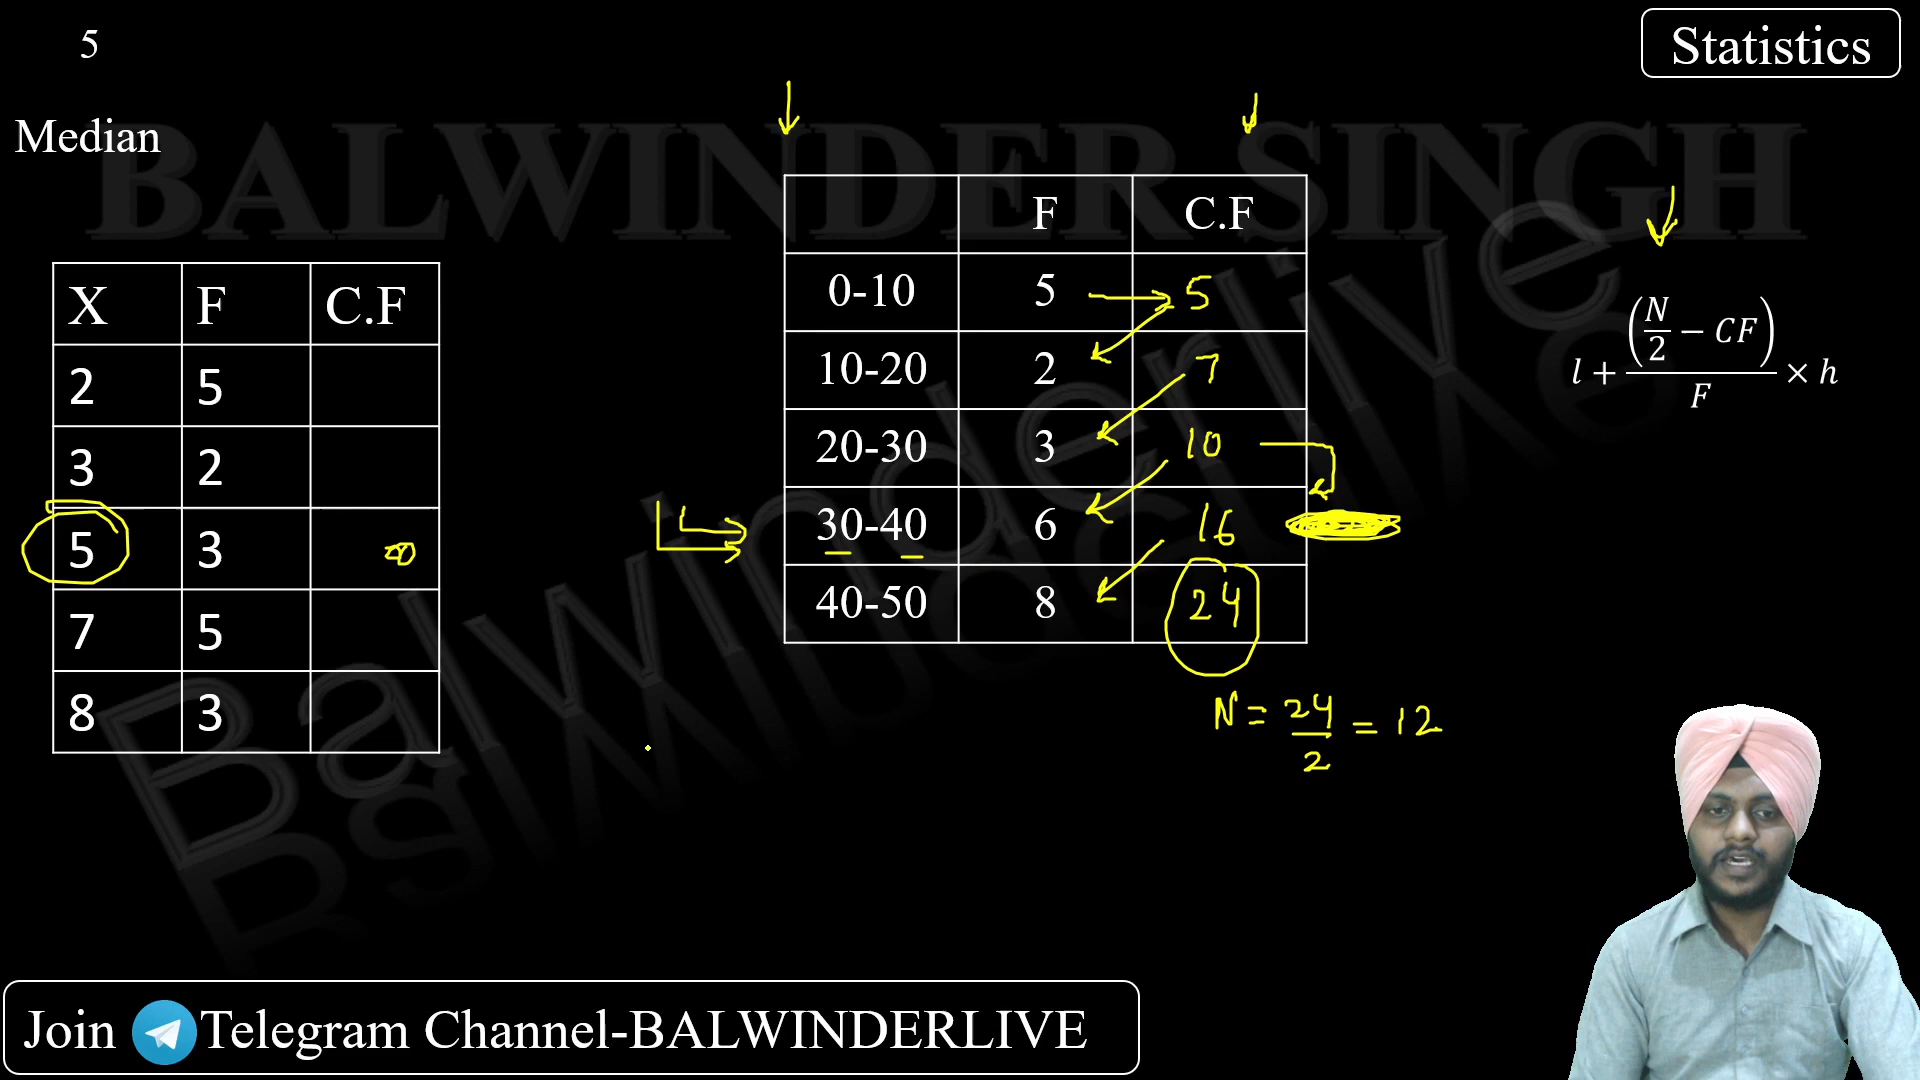 5
Statistics
Median
BALWINDER SINGH
Balwinderlive
X F C.F
2 5
3 2
5 3
7 5
8 3
F C.F
0-10 5 5
10-20 2 7
20-30 3 10
30-40 6 16
40-50 8 24
l + (N/2 − CF)/F × h
N = 24/2 = 12
Join Telegram Channel-BALWINDERLIVE